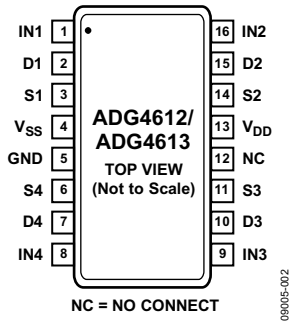 IN1 1 16 IN2
D1 2 15 D2
S1 3 14 S2
VSS 4 13 VDD
GND 5 12 NC
S4 6 11 S3
D4 7 10 D3
IN4 8 9 IN3
ADG4612/
ADG4613
TOP VIEW
(Not to Scale)
NC = NO CONNECT
09005-002